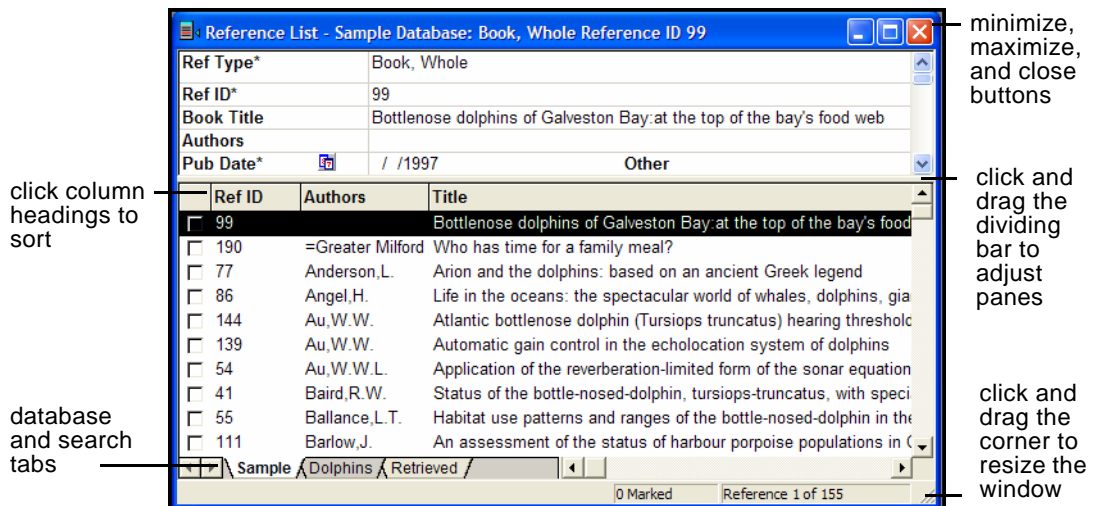 Reference List - Sample Database: Book, Whole Reference ID 99
minimize,
maximize,
and close
buttons
Ref Type* Book, Whole
Ref ID* 99
Book Title Bottlenose dolphins of Galveston Bay:at the top of the bay's food web
Authors
Pub Date* / /1997 Other
click column
headings to
sort
click and
drag the
dividing
bar to
adjust
panes
Ref ID Authors Title
99 Bottlenose dolphins of Galveston Bay:at the top of the bay's food
190 =Greater Milford Who has time for a family meal?
77 Anderson,L. Arion and the dolphins: based on an ancient Greek legend
86 Angel,H. Life in the oceans: the spectacular world of whales, dolphins, gia
144 Au,W.W. Atlantic bottlenose dolphin (Tursiops truncatus) hearing threshold
139 Au,W.W. Automatic gain control in the echolocation system of dolphins
54 Au,W.W.L. Application of the reverberation-limited form of the sonar equation
41 Baird,R.W. Status of the bottle-nosed-dolphin, tursiops-truncatus, with speci
55 Ballance,L.T. Habitat use patterns and ranges of the bottle-nosed-dolphin in the
111 Barlow,J. An assessment of the status of harbour porpoise populations in C
database
and search
tabs
Sample Dolphins Retrieved
0 Marked Reference 1 of 155
click and
drag the
corner to
resize the
window